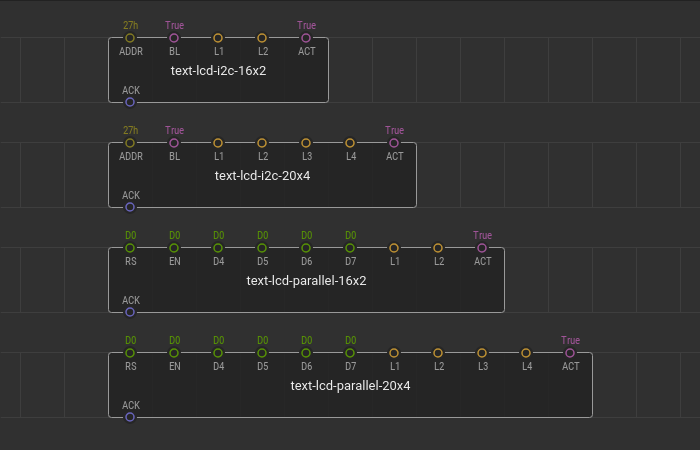 27h True True
ADDR BL L1 L2 ACT
text-lcd-i2c-16x2
ACK
27h True True
ADDR BL L1 L2 L3 L4 ACT
text-lcd-i2c-20x4
ACK
D0 D0 D0 D0 D0 D0 True
RS EN D4 D5 D6 D7 L1 L2 ACT
text-lcd-parallel-16x2
ACK
D0 D0 D0 D0 D0 D0 True
RS EN D4 D5 D6 D7 L1 L2 L3 L4 ACT
text-lcd-parallel-20x4
ACK